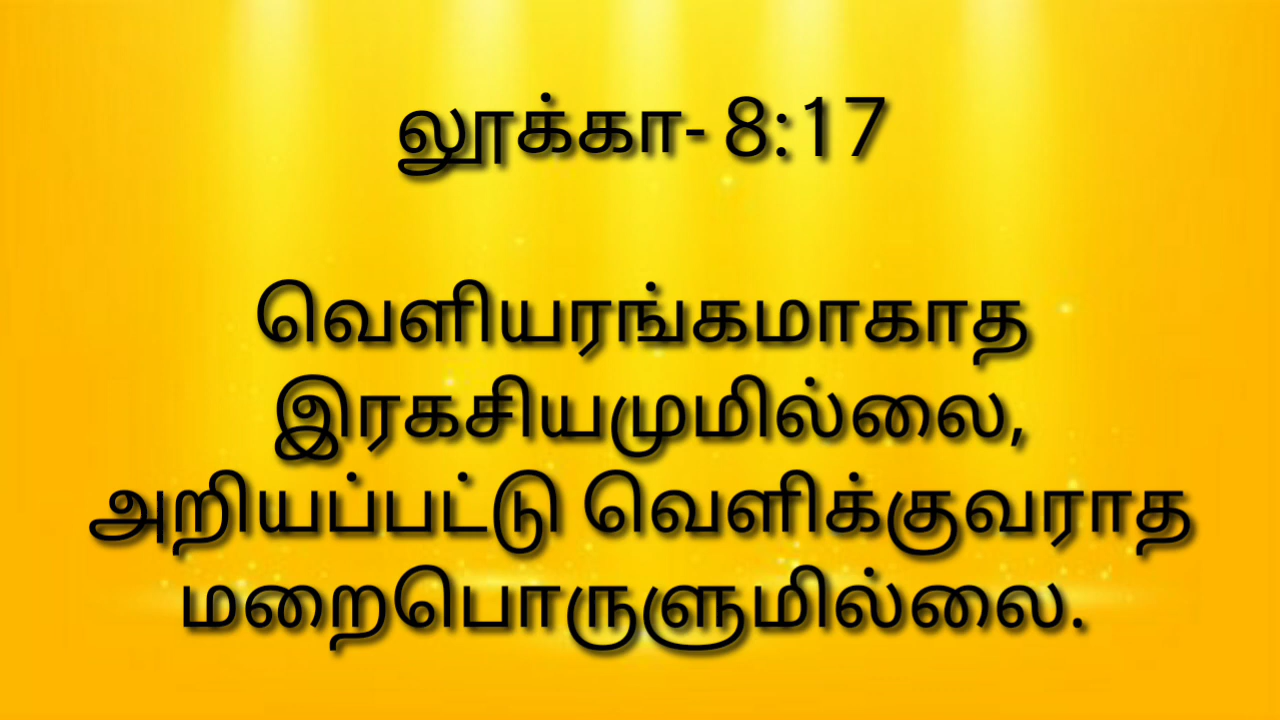 லூக்கா- 8:17
வெளியரங்கமாகாத
இரகசியமுமில்லை,
அறியப்பட்டு வெளிக்குவராத
மறைபொருளுமில்லை.